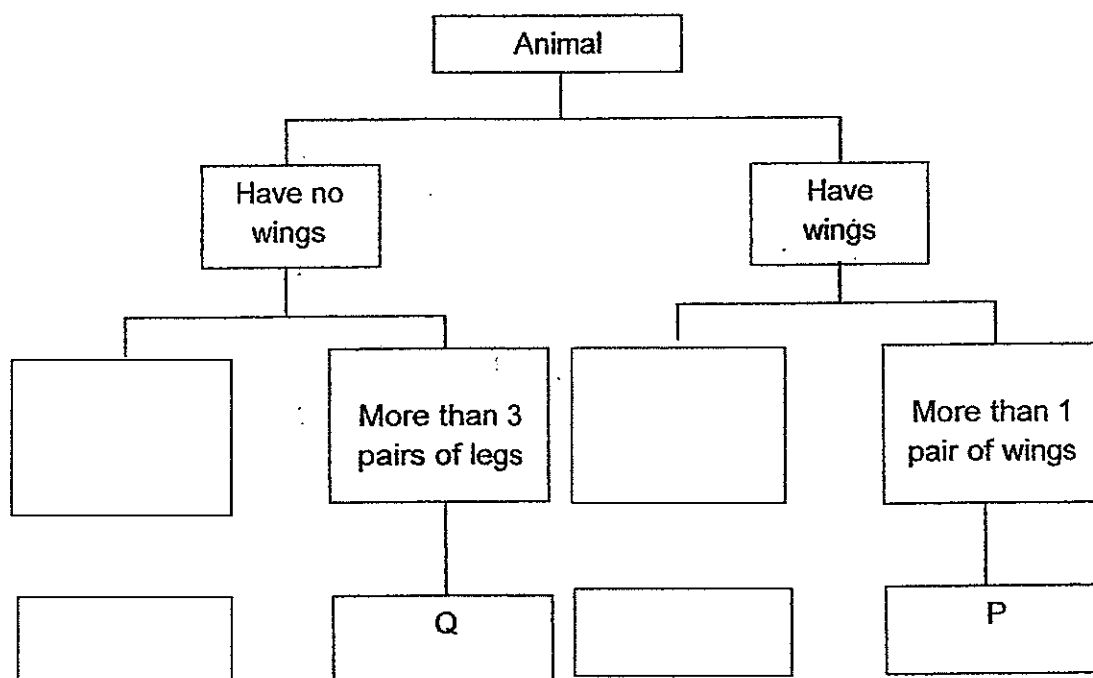 Animal
Have no
wings
Have
wings
More than 3
pairs of legs
More than 1
pair of wings
Q
P